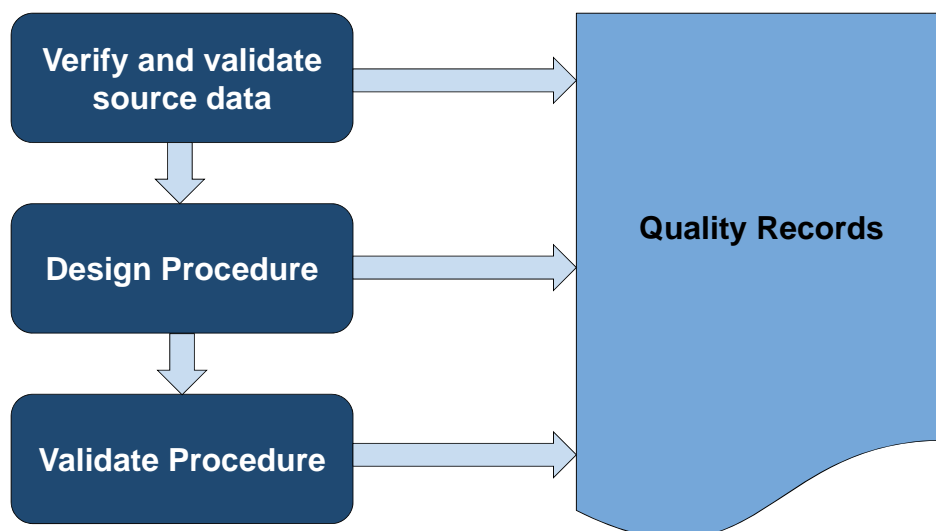 Verify and validate
source data
Design Procedure
Validate Procedure
Quality Records